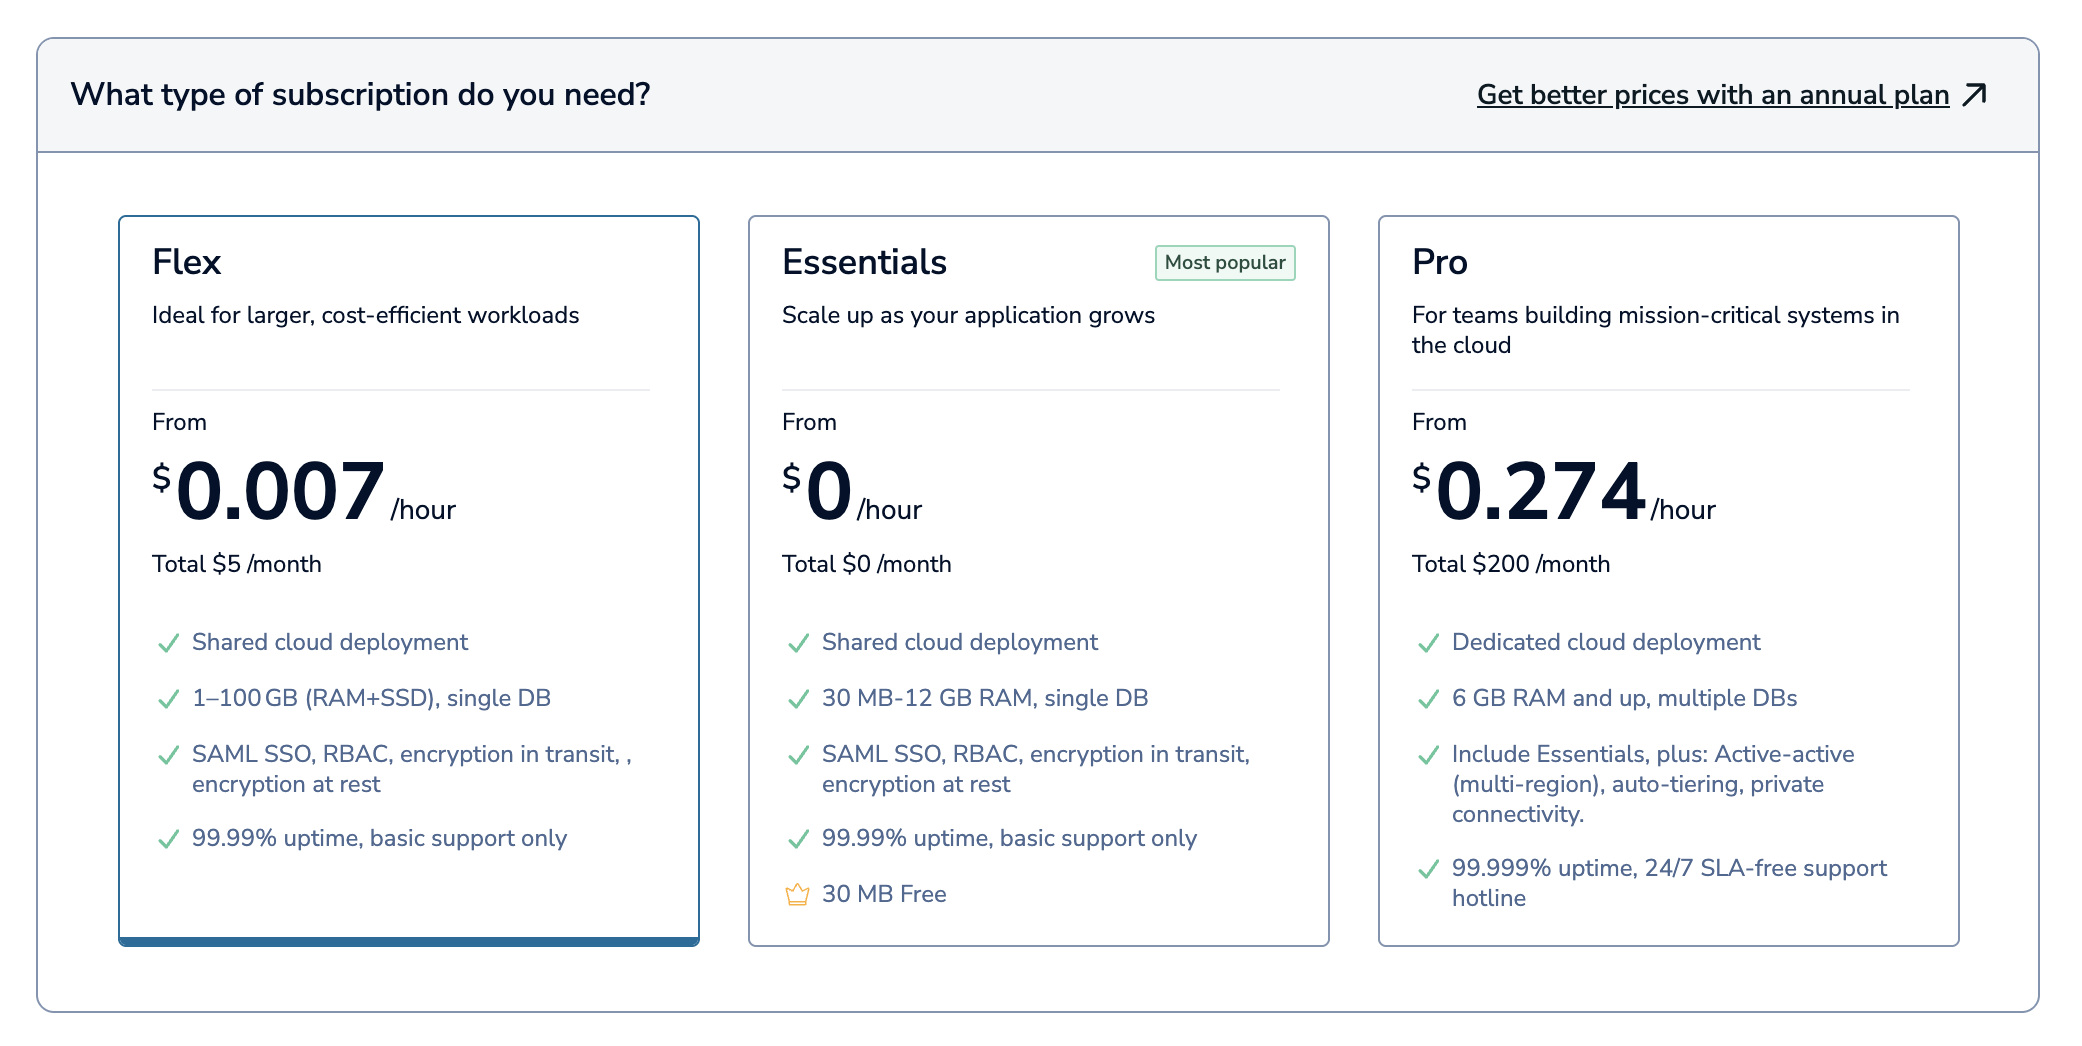 What type of subscription do you need?
Get better prices with an annual plan
Flex
Ideal for larger, cost-efficient workloads
From
$0.007/hour
Total $5 /month
Shared cloud deployment
1–100 GB (RAM+SSD), single DB
SAML SSO, RBAC, encryption in transit, ,
encryption at rest
99.99% uptime, basic support only
Essentials
Most popular
Scale up as your application grows
From
$0/hour
Total $0 /month
Shared cloud deployment
30 MB-12 GB RAM, single DB
SAML SSO, RBAC, encryption in transit,
encryption at rest
99.99% uptime, basic support only
30 MB Free
Pro
For teams building mission-critical systems in
the cloud
From
$0.274/hour
Total $200 /month
Dedicated cloud deployment
6 GB RAM and up, multiple DBs
Include Essentials, plus: Active-active
(multi-region), auto-tiering, private
connectivity.
99.999% uptime, 24/7 SLA-free support
hotline